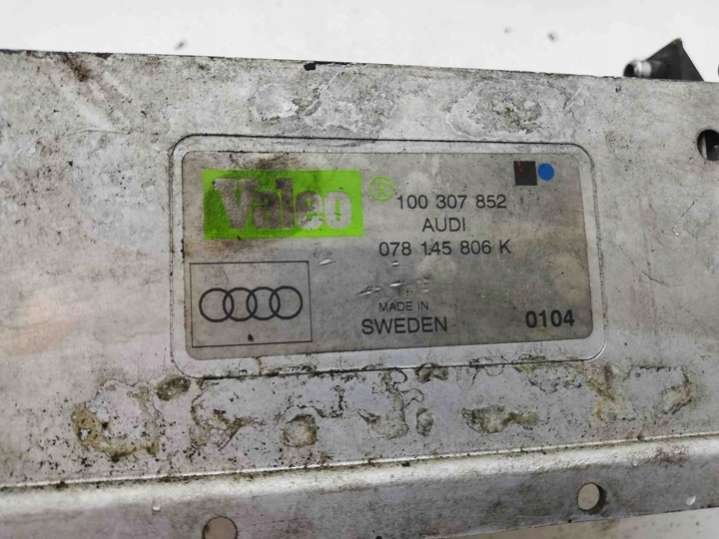 Valeo®
100 307 852
AUDI
078 145 806 K
MADE IN
SWEDEN
0104